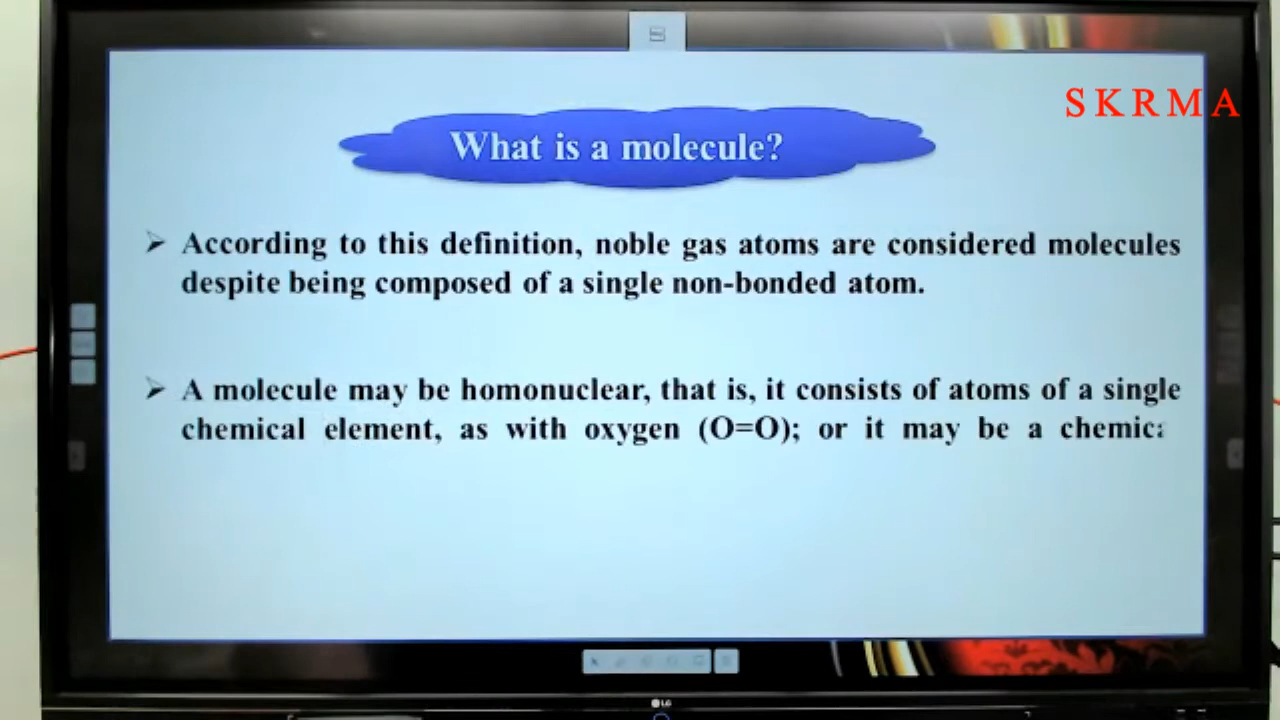 SKRMA
What is a molecule?
➢ According to this definition, noble gas atoms are considered molecules
despite being composed of a single non-bonded atom.
➢ A molecule may be homonuclear, that is, it consists of atoms of a single
chemical element, as with oxygen (O=O); or it may be a chemic
LG